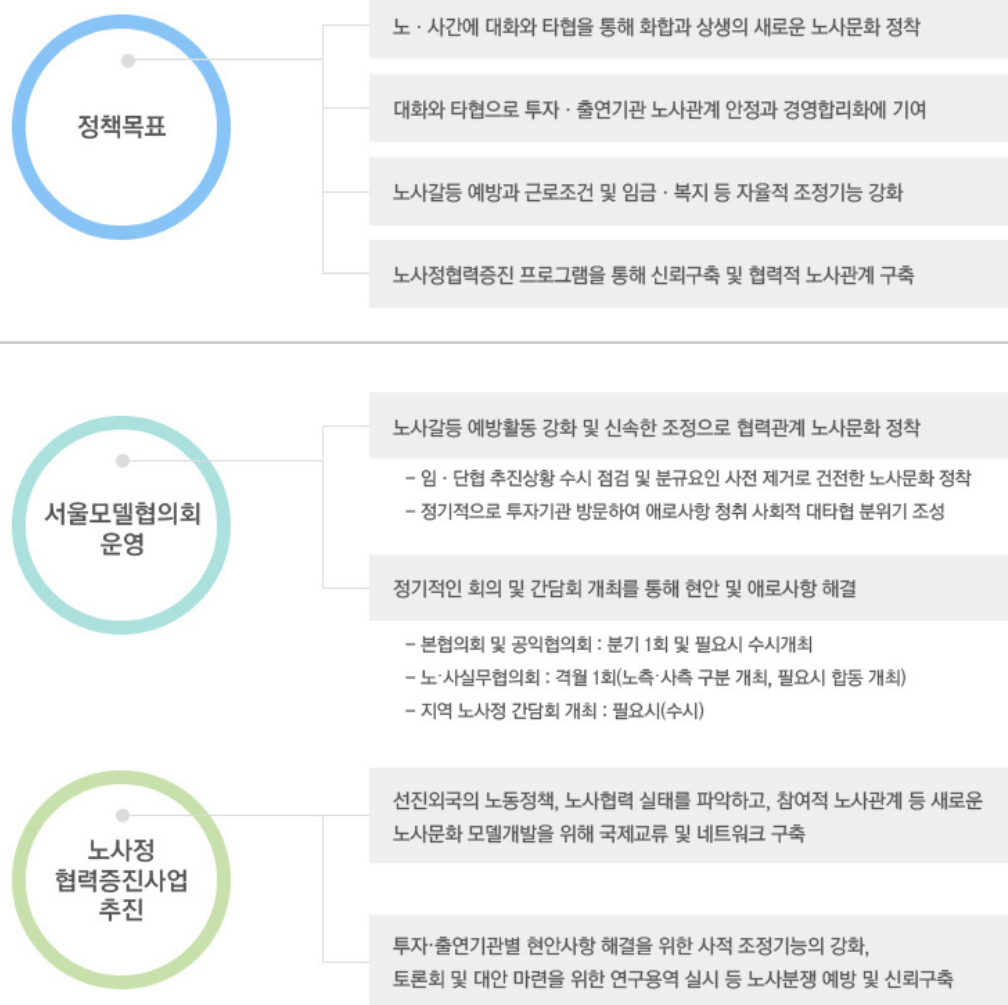 정책목표
노 · 사간에 대화와 타협을 통해 화합과 상생의 새로운 노사문화 정착
대화와 타협으로 투자 · 출연기관 노사관계 안정과 경영합리화에 기여
노사갈등 예방과 근로조건 및 임금 · 복지 등 자율적 조정기능 강화
노사정협력증진 프로그램을 통해 신뢰구축 및 협력적 노사관계 구축
서울모델협의회
운영
노사갈등 예방활동 강화 및 신속한 조정으로 협력관계 노사문화 정착
- 임 · 단협 추진상황 수시 점검 및 분규요인 사전 제거로 건전한 노사문화 정착
- 정기적으로 투자기관 방문하여 애로사항 청취 사회적 대타협 분위기 조성
정기적인 회의 및 간담회 개최를 통해 현안 및 애로사항 해결
- 본협의회 및 공익협의회 : 분기 1회 및 필요시 수시개최
- 노·사실무협의회 : 격월 1회(노측·사측 구분 개최, 필요시 합동 개최)
- 지역 노사정 간담회 개최 : 필요시(수시)
노사정
협력증진사업
추진
선진외국의 노동정책, 노사협력 실태를 파악하고, 참여적 노사관계 등 새로운
노사문화 모델개발을 위해 국제교류 및 네트워크 구축
투자·출연기관별 현안사항 해결을 위한 사적 조정기능의 강화,
토론회 및 대안 마련을 위한 연구용역 실시 등 노사분쟁 예방 및 신뢰구축